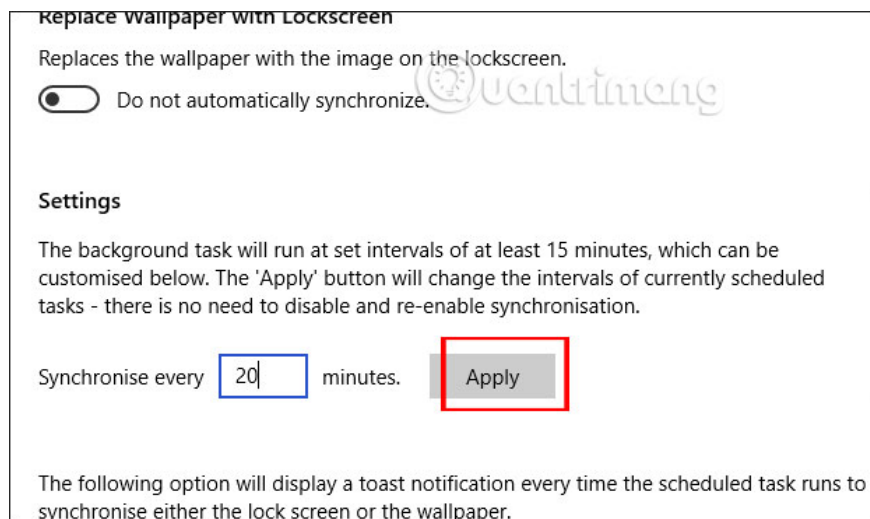 Replace Wallpaper with Lockscreen
Replaces the wallpaper with the image on the lockscreen.
Do not automatically synchronize.
Quantrimang
Settings
The background task will run at set intervals of at least 15 minutes, which can be
customised below. The 'Apply' button will change the intervals of currently scheduled
tasks - there is no need to disable and re-enable synchronisation.
Synchronise every 20 minutes. Apply
The following option will display a toast notification every time the scheduled task runs to
synchronise either the lock screen or the wallpaper.